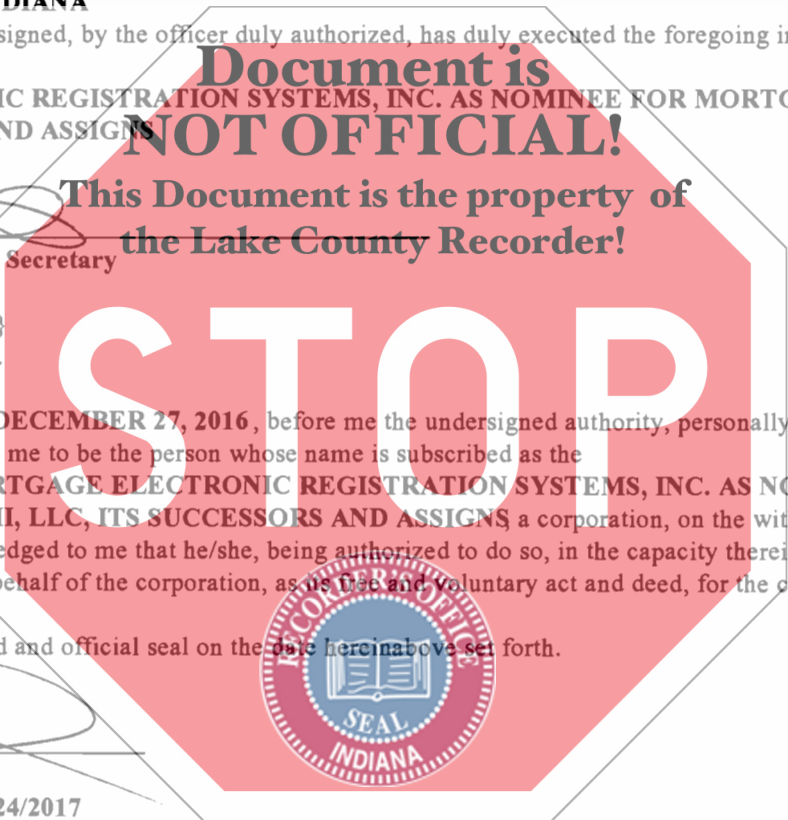 DIANA
signed, by the officer duly authorized, has duly executed the foregoing i
Document is
IC REGISTRATION SYSTEMS, INC. AS NOMINEE FOR MORTG
ND ASSIGNS
NOT OFFICIAL!
This Document is the property of
the Lake County Recorder!
Secretary
STOP
DECEMBER 27, 2016, before me the undersigned authority, personally
me to be the person whose name is subscribed as the
RTGAGE ELECTRONIC REGISTRATION SYSTEMS, INC. AS NO
II, LLC, ITS SUCCESSORS AND ASSIGNS, a corporation, on the wit
edged to me that he/she, being authorized to do so, in the capacity therei
behalf of the corporation, as its free and voluntary act and deed, for the
d and official seal on the date hereinabove set forth.
RECORDER'S OFFICE
SEAL
INDIANA
24/2017